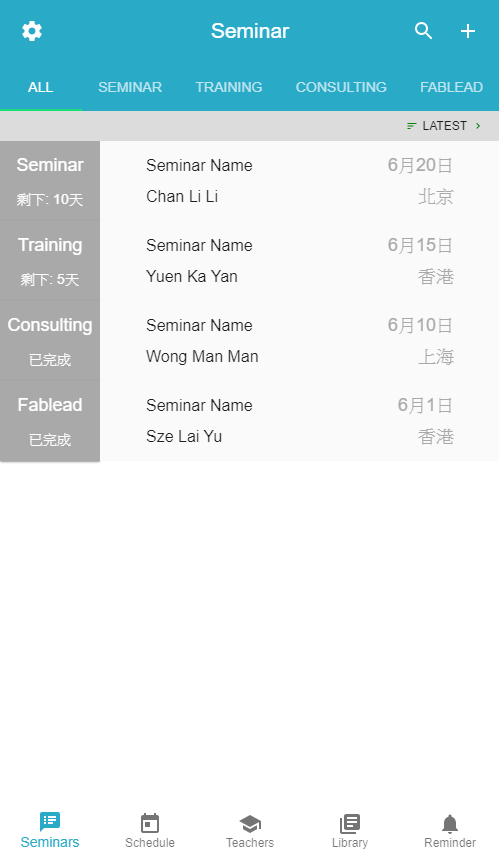 Seminar
ALL SEMINAR TRAINING CONSULTING FABLEAD
LATEST
Seminar Seminar Name 6月20日
剩下: 10天 Chan Li Li 北京
Training Seminar Name 6月15日
剩下: 5天 Yuen Ka Yan 香港
Consulting Seminar Name 6月10日
已完成 Wong Man Man 上海
Fablead Seminar Name 6月1日
已完成 Sze Lai Yu 香港
Seminars Schedule Teachers Library Reminder